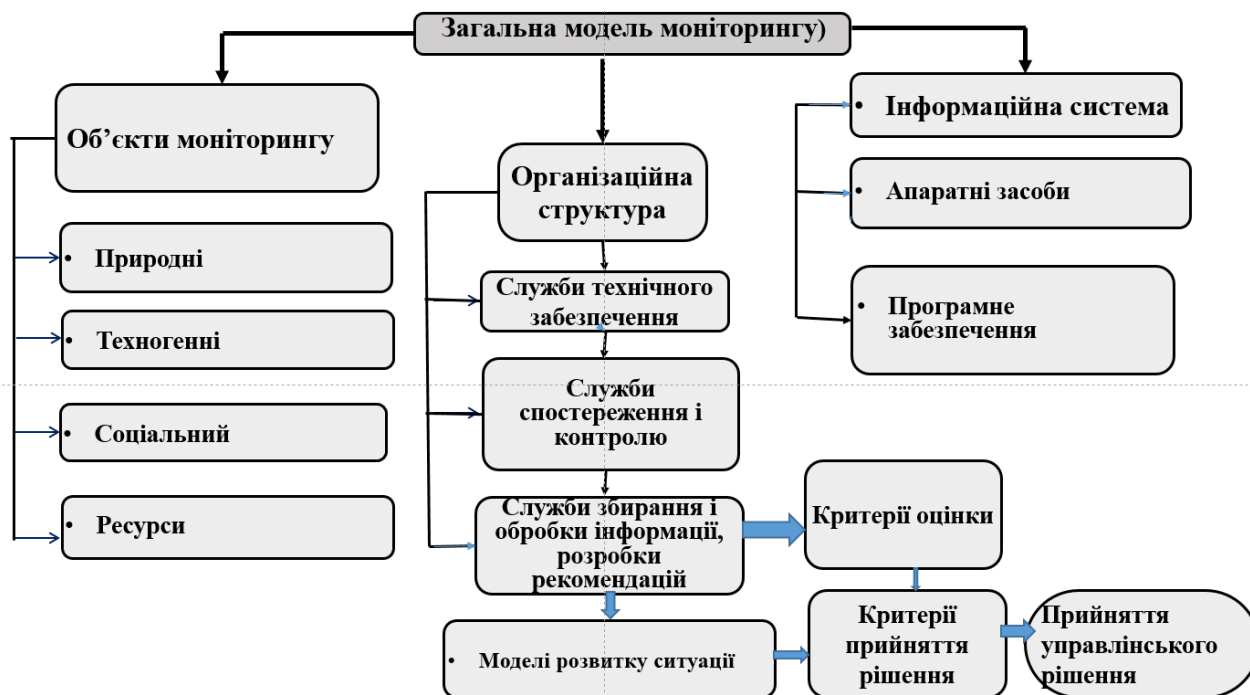 Загальна модель моніторингу)
Об’єкти моніторингу
• Природні
• Техногенні
• Соціальний
• Ресурси
Організаційна
структура
Служби технічного
забезпечення
Служби
спостереження і
контролю
Служби збирання і
обробки інформації,
розробки
рекомендацій
• Моделі розвитку ситуації
• Інформаційна система
• Апаратні засоби
• Програмне
забезпечення
Критерії оцінки
Критерії
прийняття
рішення
Прийняття
управлінського
рішення